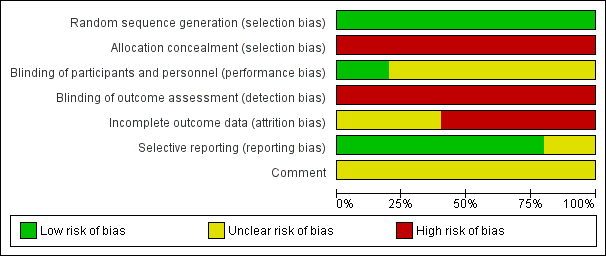 Random sequence generation (selection bias)
Allocation concealment (selection bias)
Blinding of participants and personnel (performance bias)
Blinding of outcome assessment (detection bias)
Incomplete outcome data (attrition bias)
Selective reporting (reporting bias)
Comment
0% 25% 50% 75% 100%
Low risk of bias Unclear risk of bias High risk of bias